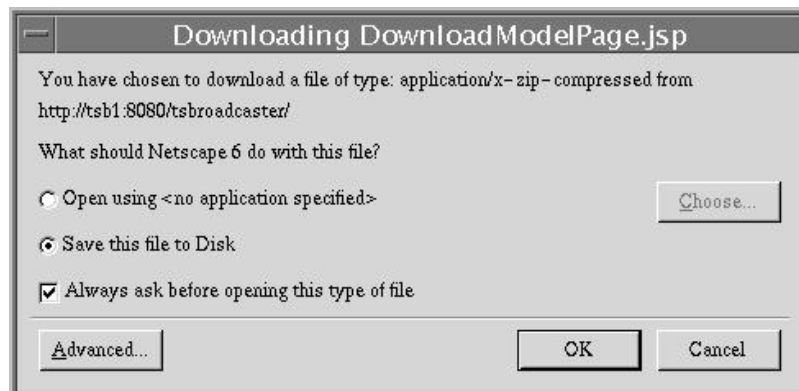 Downloading DownloadModelPage.jsp
You have chosen to download a file of type: application/x-zip-compressed from
http://tsb1:8080/tsbroadcaster/
What should Netscape 6 do with this file?
Open using <no application specified>
Choose...
Save this file to Disk
Always ask before opening this type of file
Advanced...
OK
Cancel